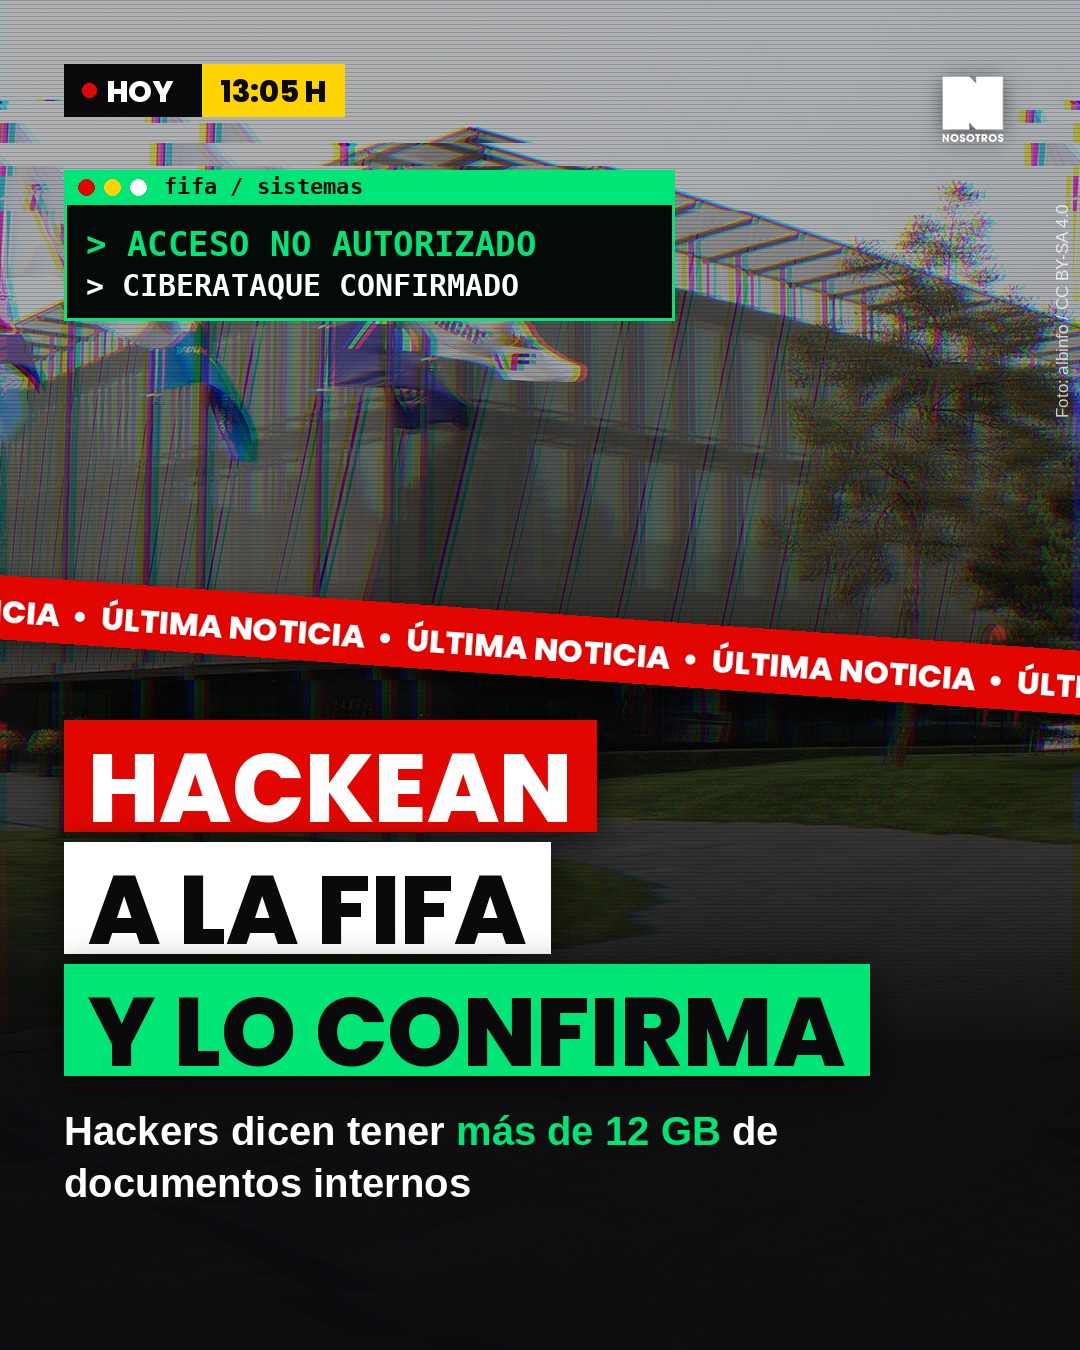 HOY 13:05 H
NOSOTROS
fifa / sistemas
> ACCESO NO AUTORIZADO
> CIBERATAQUE CONFIRMADO
Foto: albinfo / CC BY-SA 4.0
ICIA • ÚLTIMA NOTICIA • ÚLTIMA NOTICIA • ÚLTIMA NOTICIA • ÚLTI
HACKEAN
A LA FIFA
Y LO CONFIRMA
Hackers dicen tener más de 12 GB de
documentos internos